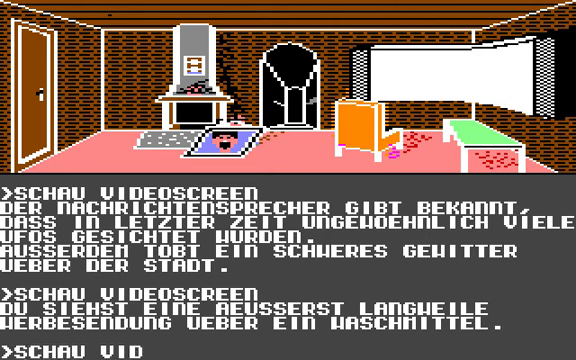 >SCHAU VIDEOSCREEN
DER NACHRICHTENSPRECHER GIBT BEKANNT,
DASS IN LETZTER ZEIT UNGEWOEHNLICH VIELE
UFOS GESICHTET WURDEN.
AUSSERDEM TOBT EIN SCHWERES GEWITTER
UEBER DER STADT.
>SCHAU VIDEOSCREEN
DU SIEHST EINE AEUSSERST LANGWEILE
WERBESENDUNG UEBER EIN WASCHMITTEL.
>SCHAU VID